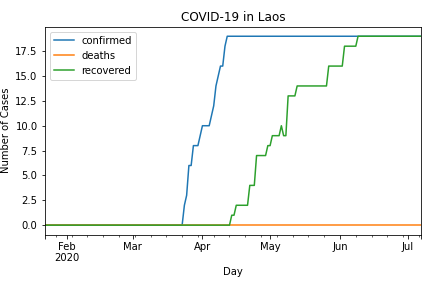 COVID-19 in Laos
confirmed
deaths
recovered
Number of Cases
17.5
15.0
12.5
10.0
7.5
5.0
2.5
0.0
Feb Mar Apr May Jun Jul
2020
Day